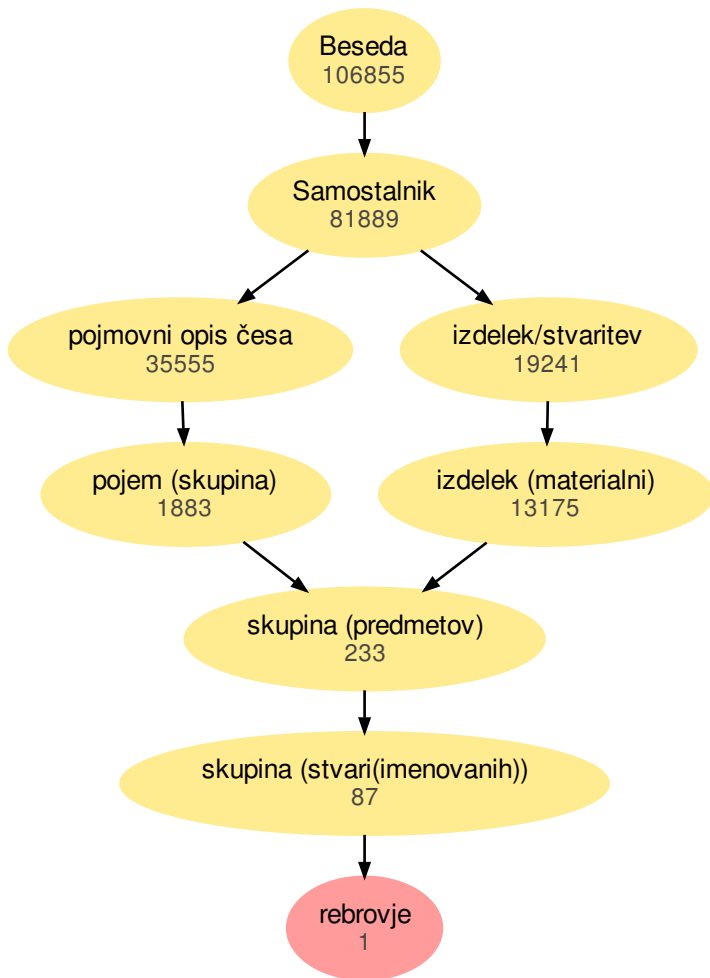 Beseda
106855
Samostalnik
81889
pojmovni opis česa
35555
izdelek/stvaritev
19241
pojem (skupina)
1883
izdelek (materialni)
13175
skupina (predmetov)
233
skupina (stvari(imenovanih))
87
rebrovje
1